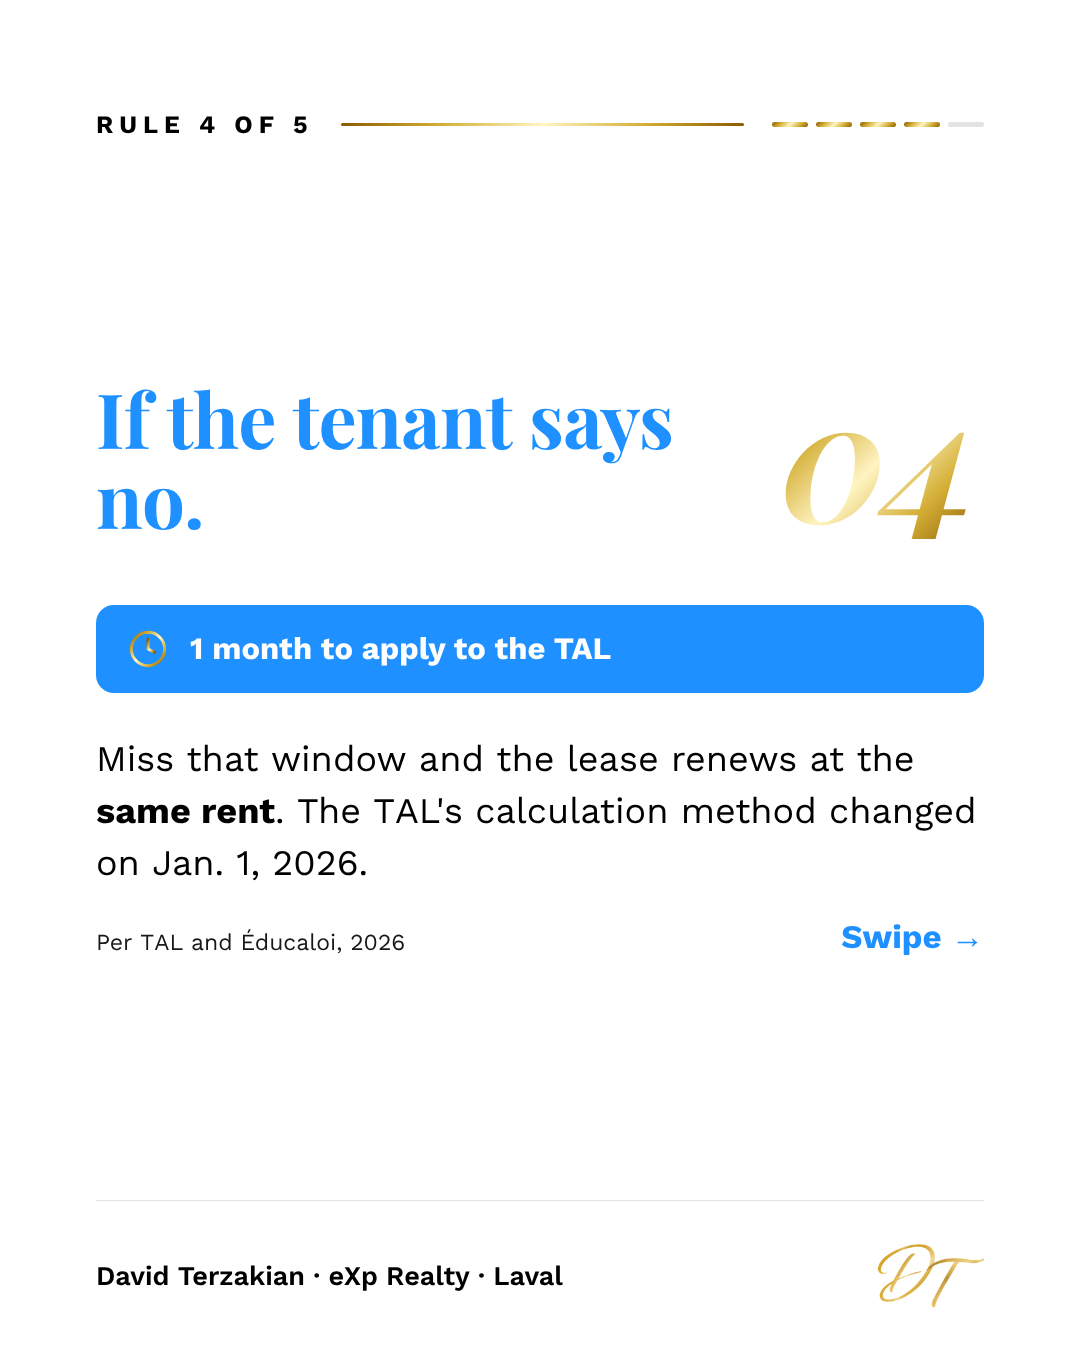 RULE 4 OF 5
If the tenant says
no.
04
1 month to apply to the TAL
Miss that window and the lease renews at the
same rent. The TAL's calculation method changed
on Jan. 1, 2026.
Per TAL and Éducaloi, 2026
Swipe →
David Terzakian · eXp Realty · Laval
DT